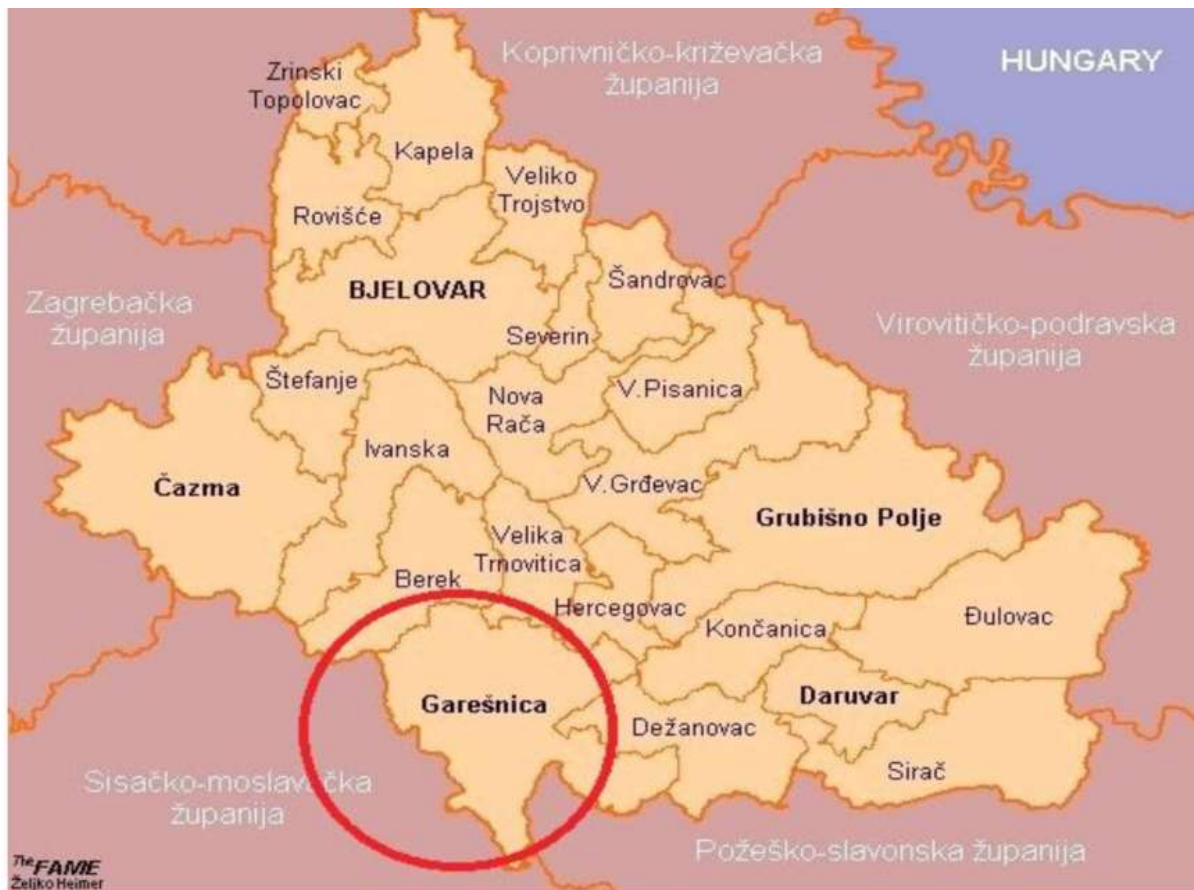 Koprivničko-križevačka
županija
HUNGARY
Zrinski
Topolovac
Kapela
Veliko
Trojstvo
Rovišće
BJELOVAR
Šandrovac
Severin
Zagrebačka
županija
Virovitičko-podravska
županija
Štefanje
Nova
Rača
V.Pisanica
Ivanska
Čazma
V.Grđevac
Grubišno Polje
Velika
Trnovitica
Berek
Hercegovac
Končanica
Đulovac
Garešnica
Daruvar
Dežanovac
Sirač
Sisačko-moslavačka
županija
Požeško-slavonska županija
The FAME
Željko Heimer